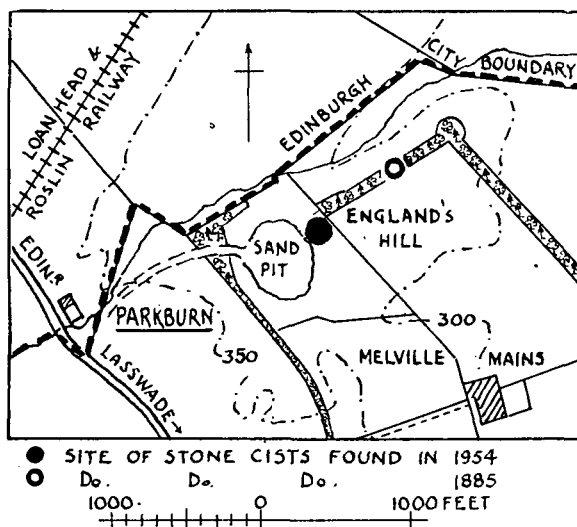 LOANHEAD &
ROSLIN RAILWAY
EDINBURGH
CITY
BOUNDARY
ENGLAND'S
HILL
SAND
PIT
EDINR
PARKBURN
LASSWADE→
350
300
MELVILLE MAINS
● SITE OF STONE CISTS FOUND IN 1954
○ Do. Do. Do. 1885
1000 0 1000 FEET